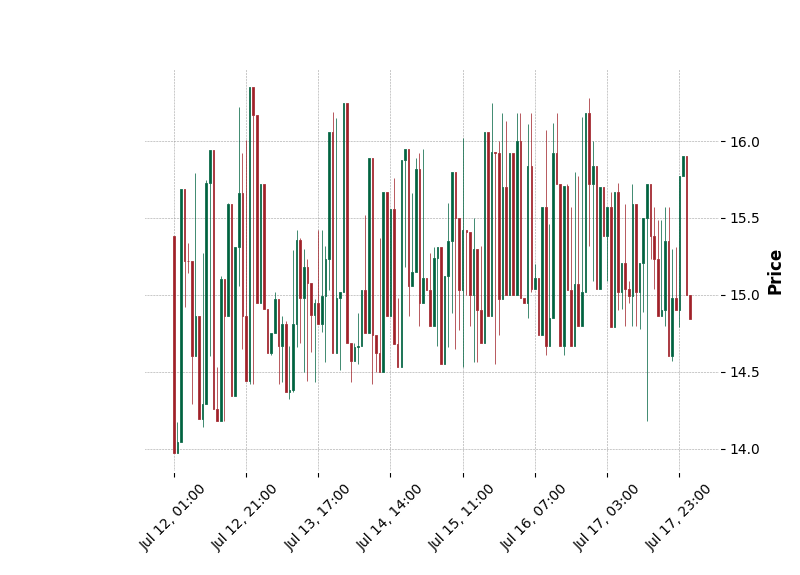 16.0
15.5
15.0
14.5
14.0
Price
Jul 12, 01:00
Jul 12, 21:00
Jul 13, 17:00
Jul 14, 14:00
Jul 15, 11:00
Jul 16, 07:00
Jul 17, 03:00
Jul 17, 23:00